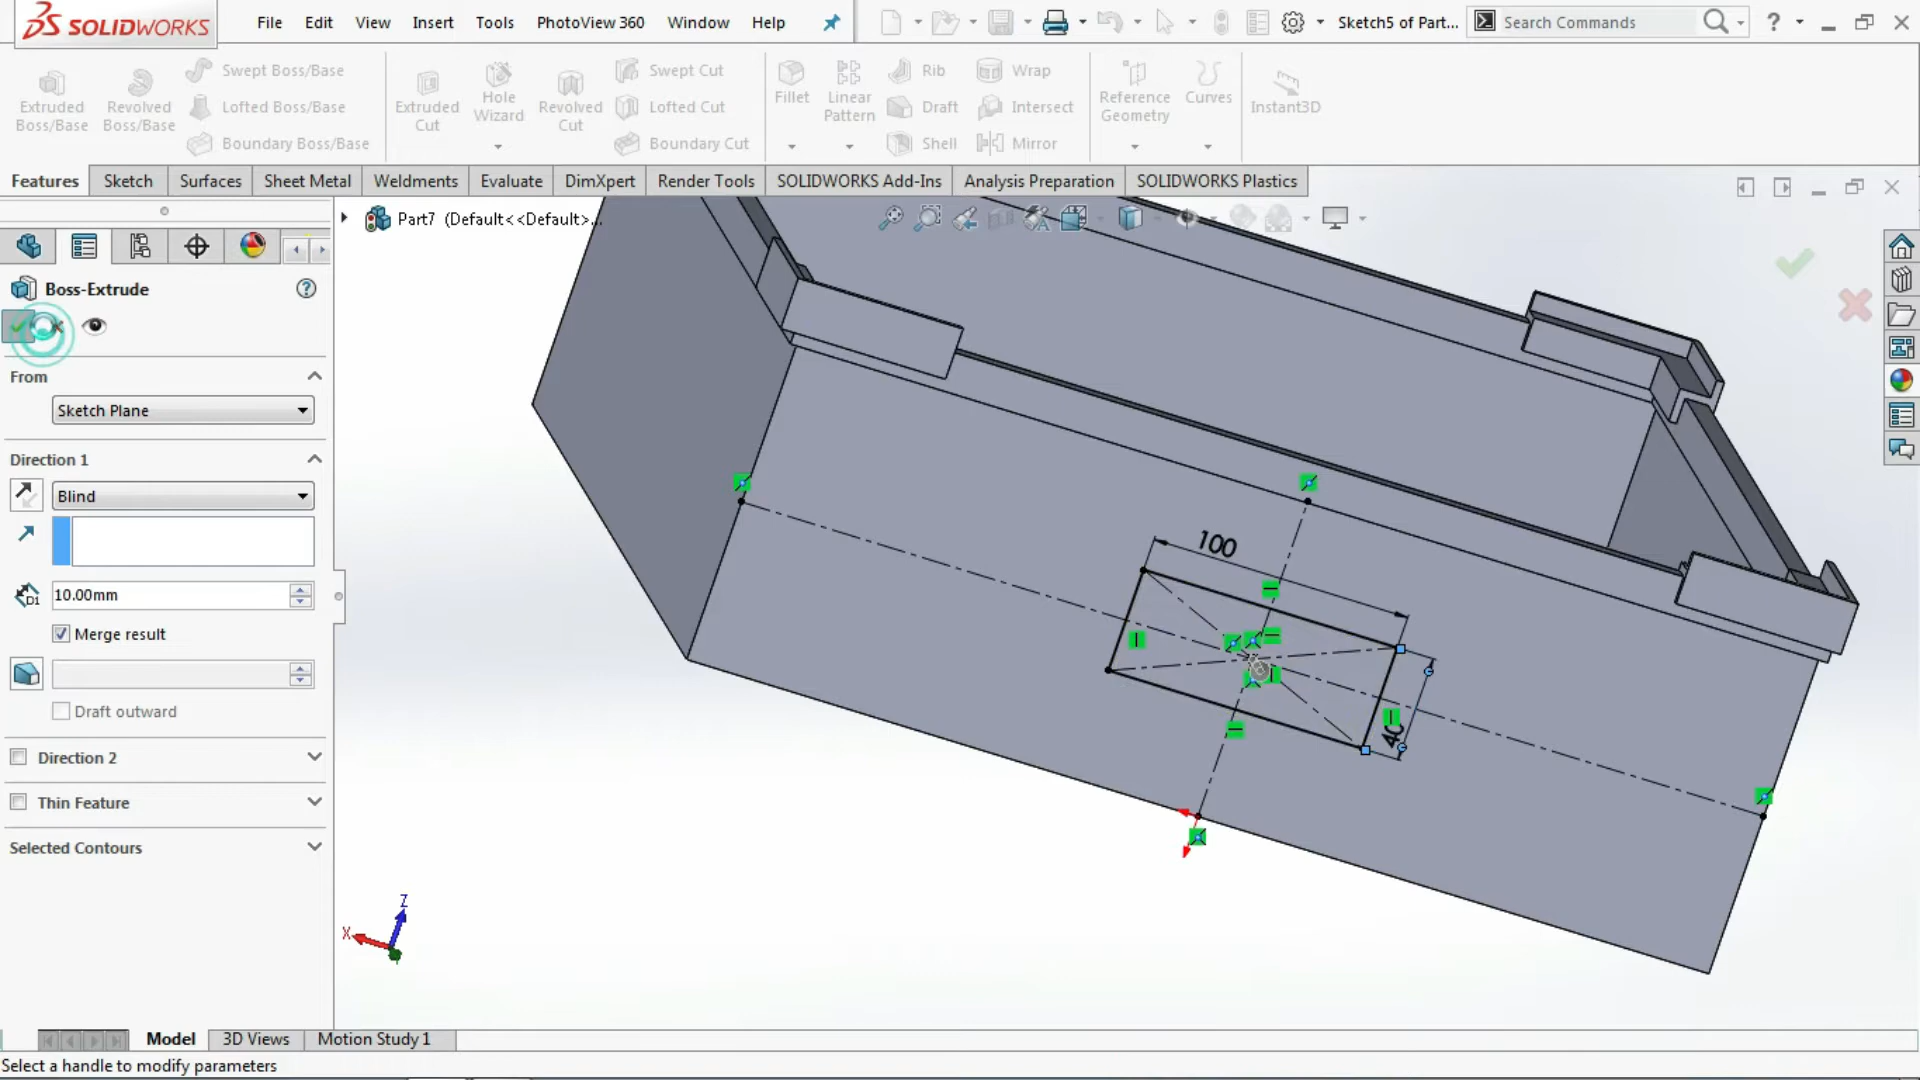 SOLIDWORKS
File Edit View Insert Tools PhotoView 360 Window Help
Sketch5 of Part...
Search Commands
?
Extruded Boss/Base
Revolved Boss/Base
Swept Boss/Base
Lofted Boss/Base
Boundary Boss/Base
Extruded Cut
Hole Wizard
Revolved Cut
Swept Cut
Lofted Cut
Boundary Cut
Fillet
Linear Pattern
Rib
Draft
Shell
Wrap
Intersect
Mirror
Reference Geometry
Curves
Instant3D
Features Sketch Surfaces Sheet Metal Weldments Evaluate DimXpert Render Tools SOLIDWORKS Add-Ins Analysis Preparation SOLIDWORKS Plastics
Part7 (Default<<Default>...
Boss-Extrude
?
From
Sketch Plane
Direction 1
Blind
D1
10.00mm
Merge result
Draft outward
Direction 2
Thin Feature
Selected Contours
100
40
Z
X
Model 3D Views Motion Study 1
Select a handle to modify parameters